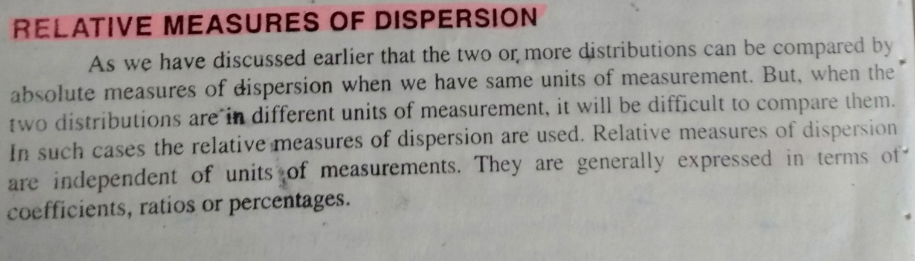 RELATIVE MEASURES OF DISPERSION
As we have discussed earlier that the two or more distributions can be compared by
absolute measures of dispersion when we have same units of measurement. But, when the
two distributions are in different units of measurement, it will be difficult to compare them.
In such cases the relative measures of dispersion are used. Relative measures of dispersion
are independent of units of measurements. They are generally expressed in terms of
coefficients, ratios or percentages.